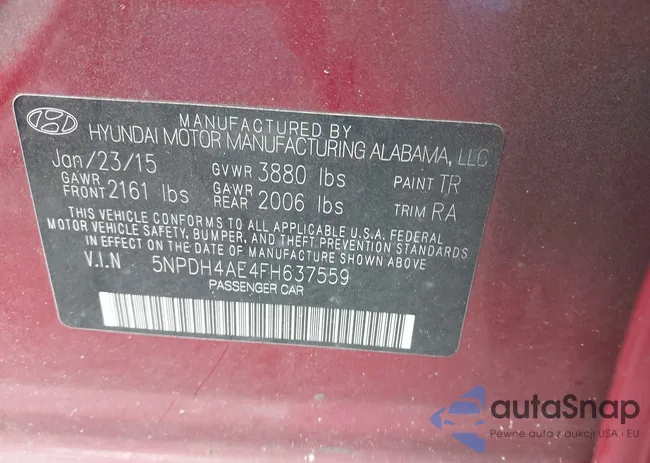 MANUFACTURED BY
HYUNDAI MOTOR MANUFACTURING ALABAMA, LLC
Jan/23/15 GVWR 3880 lbs PAINT TR
GAWR FRONT 2161 lbs GAWR REAR 2006 lbs TRIM RA
THIS VEHICLE CONFORMS TO ALL APPLICABLE U.S.A. FEDERAL
MOTOR VEHICLE SAFETY, BUMPER, AND THEFT PREVENTION STANDARDS
IN EFFECT ON THE DATE OF MANUFACTURE SHOWN ABOVE
V.I.N 5NPDH4AE4FH637559
PASSENGER CAR
autoSnap
Pewne auta z aukcji USA i EU